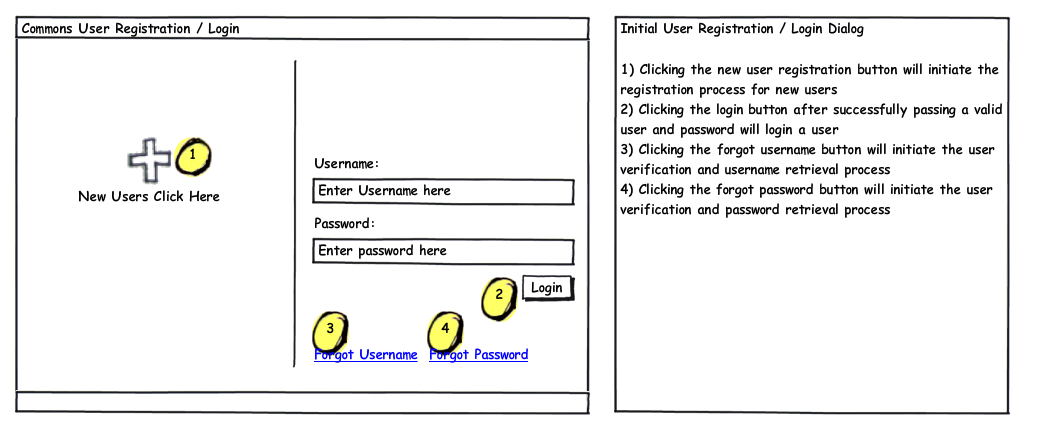 Commons User Registration / Login
1
New Users Click Here
Username:
Enter Username here
Password:
Enter password here
2
Login
3
4
Forgot Username
Forgot Password
Initial User Registration / Login Dialog
1) Clicking the new user registration button will initiate the
registration process for new users
2) Clicking the login button after successfully passing a valid
user and password will login a user
3) Clicking the forgot username button will initiate the user
verification and username retrieval process
4) Clicking the forgot password button will initiate the user
verification and password retrieval process